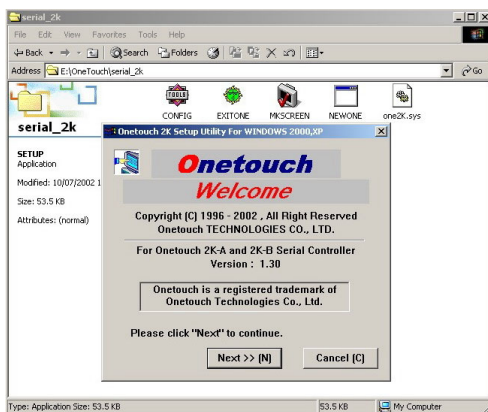 serial_2k
File Edit View Favorites Tools Help
Back Search Folders
Address E:\OneTouch\serial_2k Go
TOOLS
CONFIG EXITONE MKSCREEN NEWONE one2K.sys
serial_2k
SETUP
Application
Modified: 10/07/2002 1
Size: 53.5 KB
Attributes: (normal)
Onetouch 2K Setup Utility For WINDOWS 2000,XP
Onetouch
Welcome
Copyright (C) 1996 - 2002 , All Right Reserved
Onetouch TECHNOLOGIES CO., LTD.
For Onetouch 2K-A and 2K-B Serial Controller
Version : 1.30
Onetouch is a registered trademark of
Onetouch Technologies Co., Ltd.
Please click "Next" to continue.
Next >> (N) Cancel (C)
Type: Application Size: 53.5 KB 53.5 KB My Computer